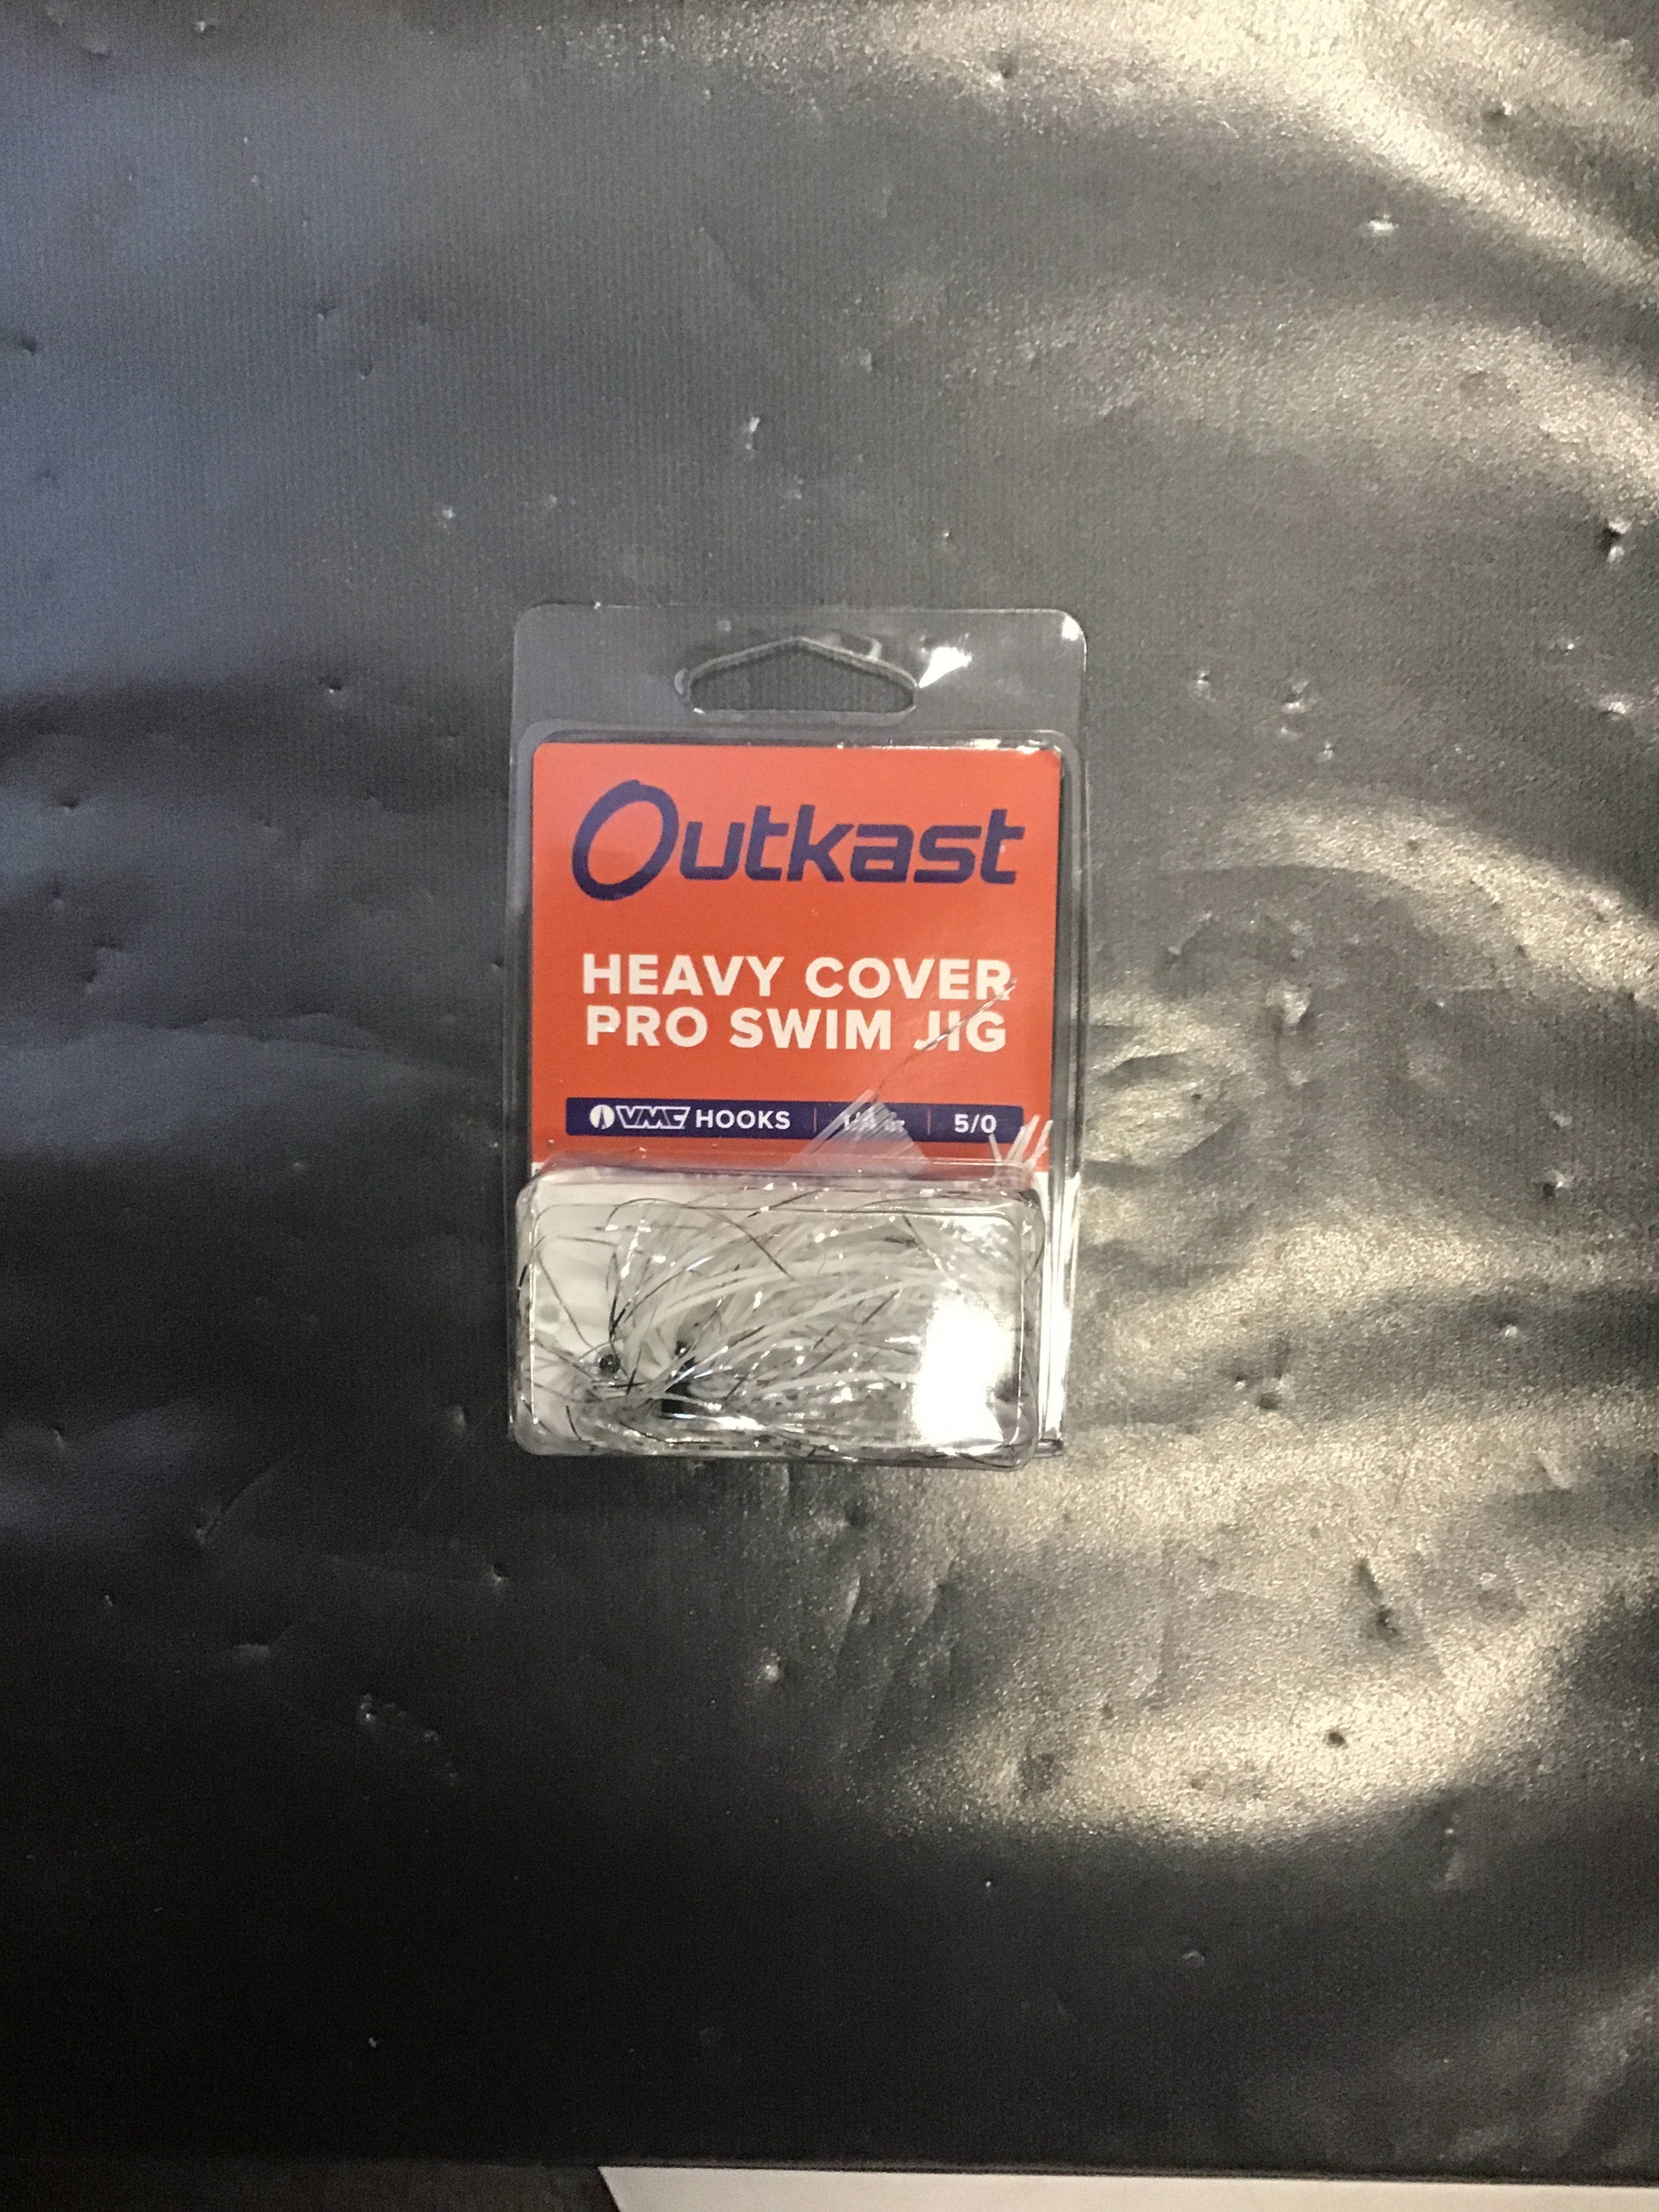 Outkast
HEAVY COVER
PRO SWIM JIG
VMC HOOKS 5/0